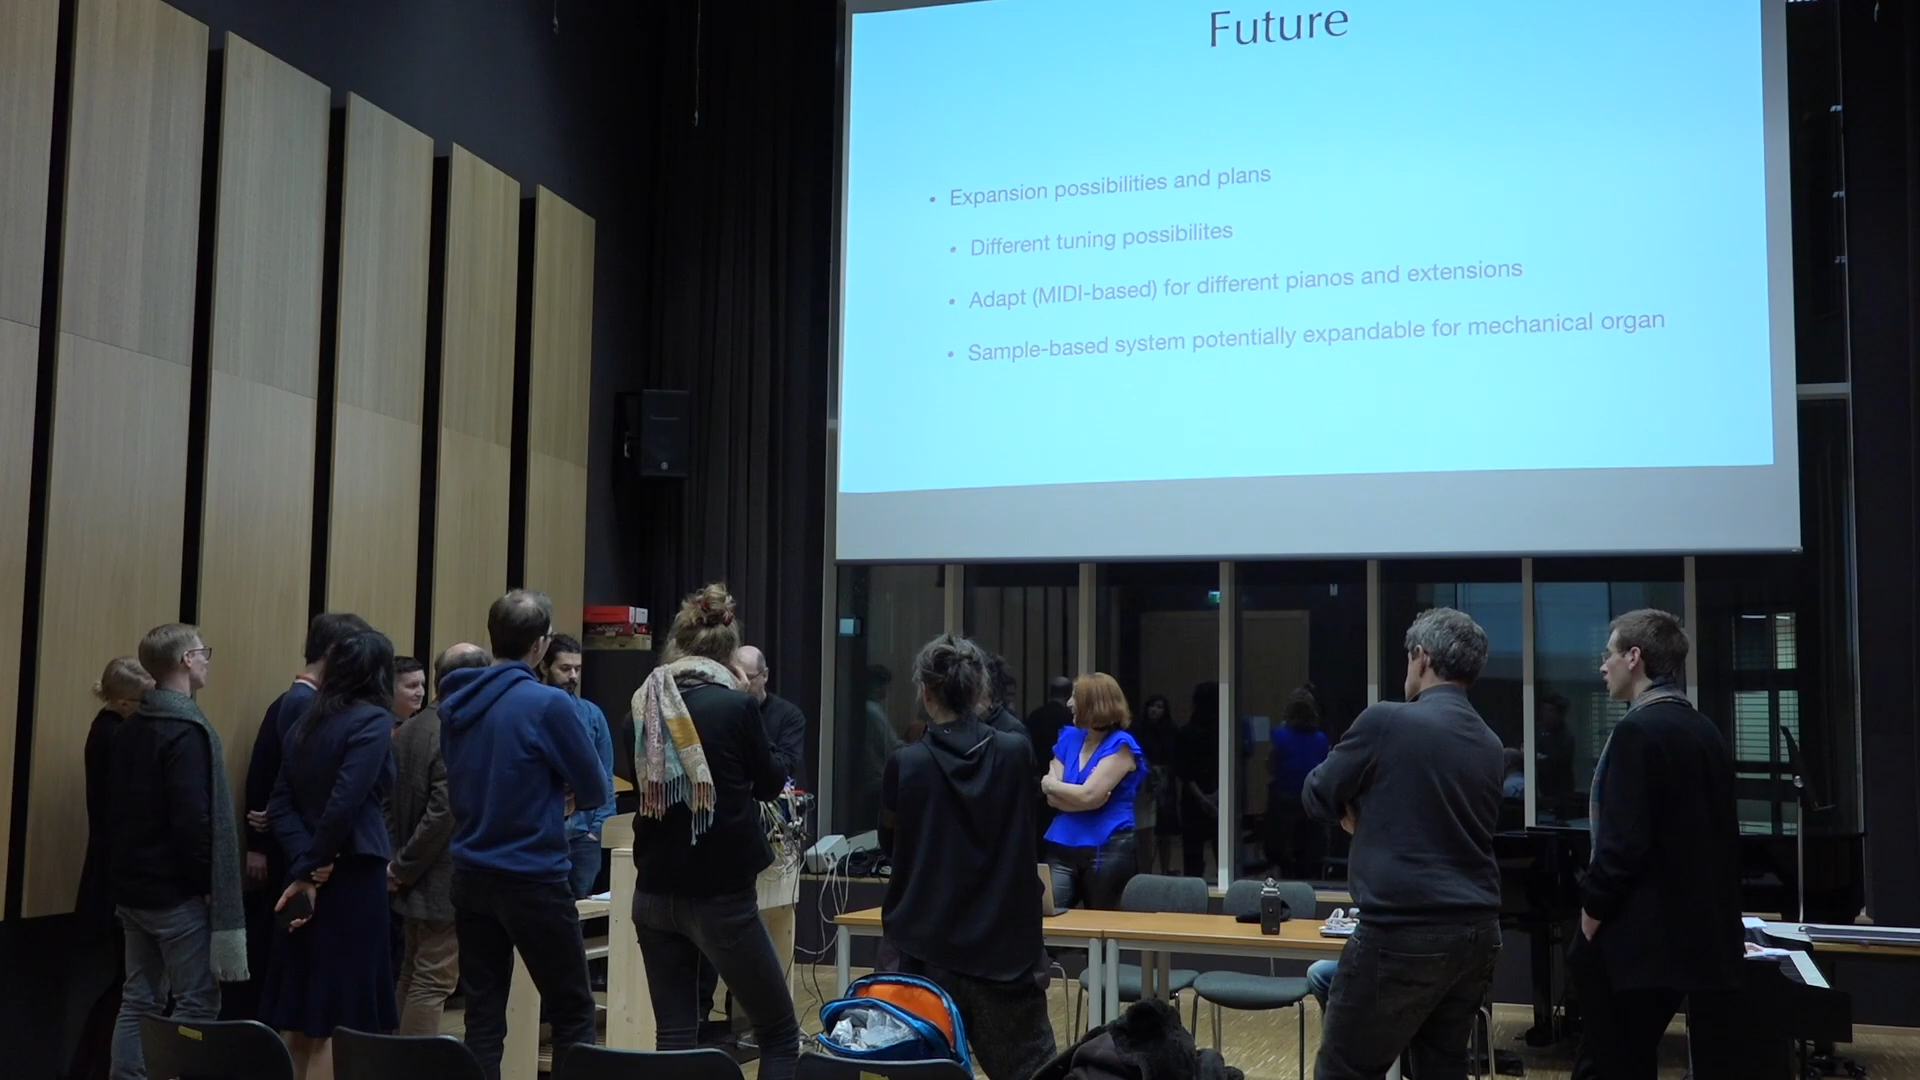 Future
• Expansion possibilities and plans
• Different tuning possibilites
• Adapt (MIDI-based) for different pianos and extensions
• Sample-based system potentially expandable for mechanical organ